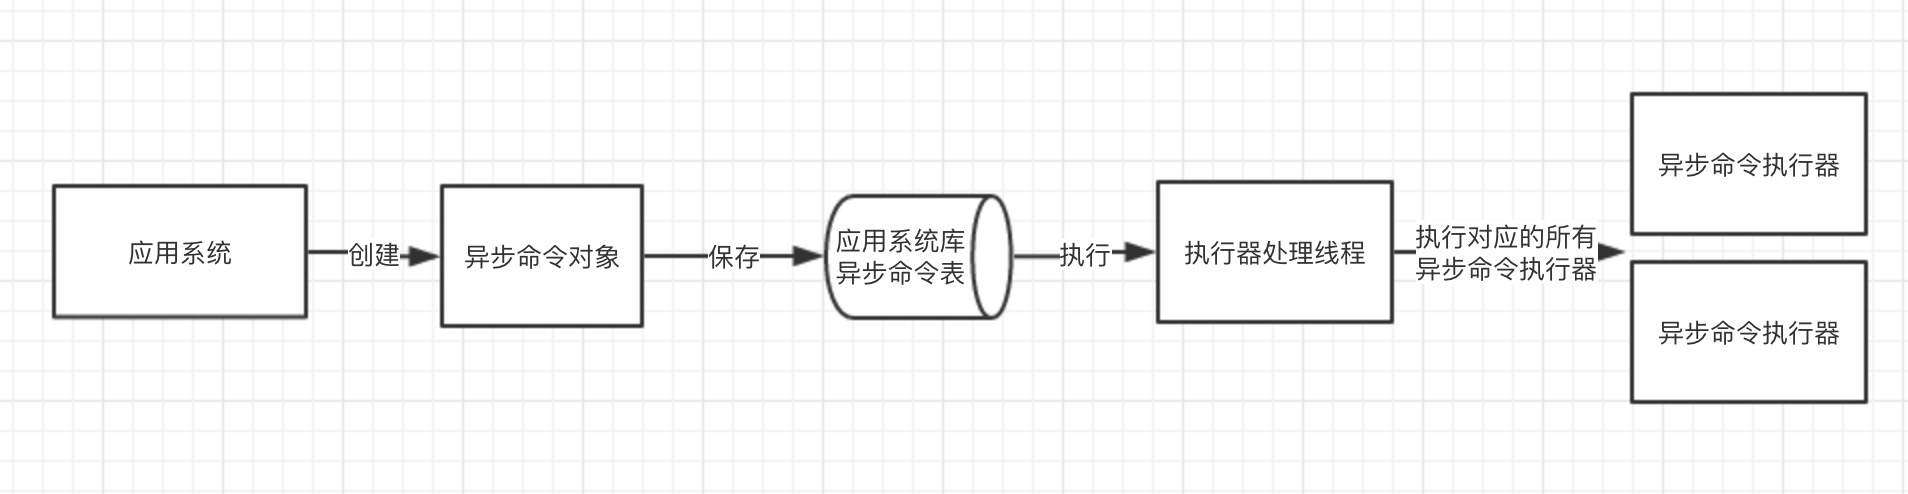 应用系统
创建
异步命令对象
保存
应用系统库
异步命令表
执行
执行器处理线程
执行对应的所有
异步命令执行器
异步命令执行器
异步命令执行器